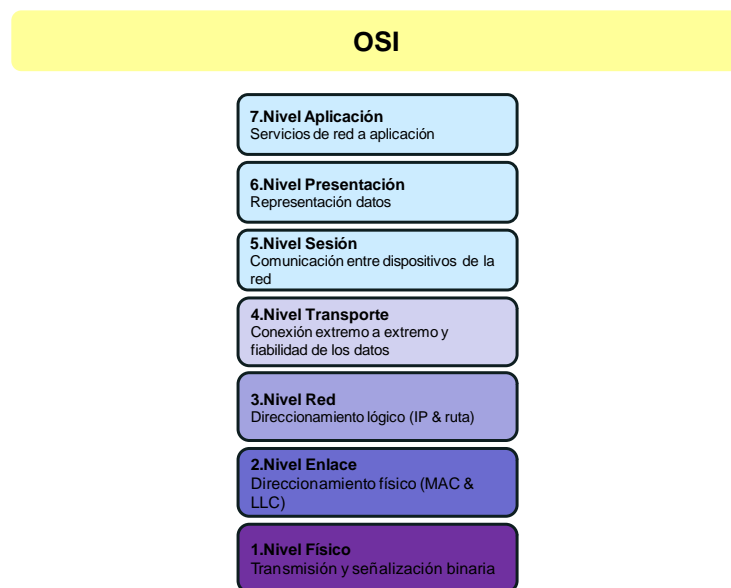 OSI
7.Nivel Aplicación
Servicios de red a aplicación
6.Nivel Presentación
Representación datos
5.Nivel Sesión
Comunicación entre dispositivos de la
red
4.Nivel Transporte
Conexión extremo a extremo y
fiabilidad de los datos
3.Nivel Red
Direccionamiento lógico (IP & ruta)
2.Nivel Enlace
Direccionamiento físico (MAC &
LLC)
1.Nivel Físico
Transmisión y señalización binaria